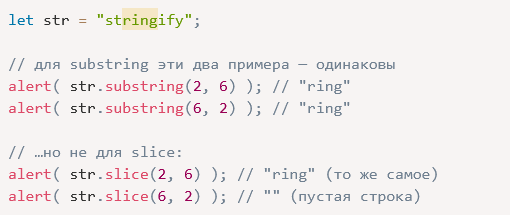 let str = "stringify";
// для substring эти два примера — одинаковы
alert( str.substring(2, 6) ); // "ring"
alert( str.substring(6, 2) ); // "ring"
// …но не для slice:
alert( str.slice(2, 6) ); // "ring" (то же самое)
alert( str.slice(6, 2) ); // "" (пустая строка)